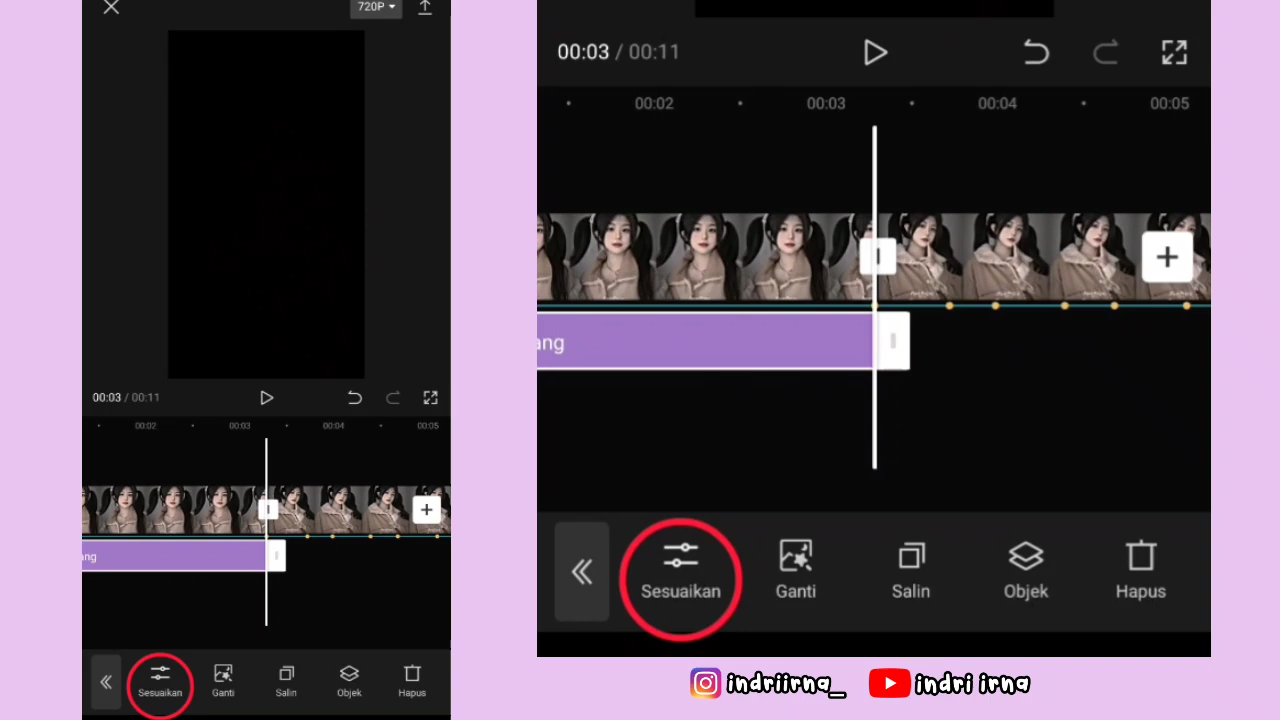 720P
00:03 / 00:11
00:02 00:03 00:04 00:05
ang
Sesuaikan Ganti Salin Objek Hapus
00:03 / 00:11
00:02 00:03 00:04 00:05
ang
Sesuaikan Ganti Salin Objek Hapus
indriirna_ indri irna